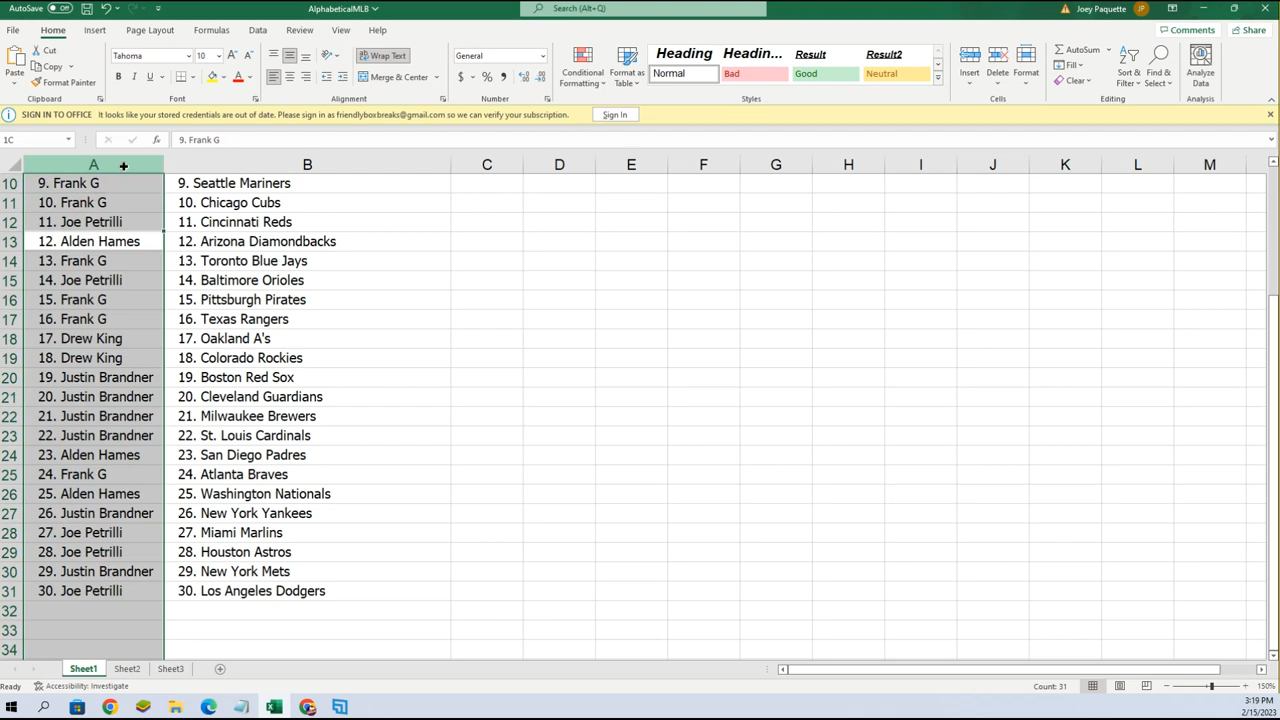 AutoSave Off AlphabeticalMLB Search (Alt+Q) Joey Paquette JP
File Home Insert Page Layout Formulas Data Review View Help Comments Share
Paste Cut Copy Format Painter Clipboard
Tahoma 10 B I U A Font
Wrap Text Merge & Center Alignment
General $ % Number
Conditional Formatting Format as Table
Heading Headin... Result Result2
Normal Bad Good Neutral
Styles
Insert Delete Format Cells
AutoSum Fill Clear Sort & Filter Find & Select Editing
Analyze Data Analysis
SIGN IN TO OFFICE It looks like your stored credentials are out of date. Please sign in as friendlyboxbreaks@gmail.com so we can verify your subscription. Sign In
1C fx 9. Frank G
A B C D E F G H I J K L M
10 9. Frank G 9. Seattle Mariners
11 10. Frank G 10. Chicago Cubs
12 11. Joe Petrilli 11. Cincinnati Reds
13 12. Alden Hames 12. Arizona Diamondbacks
14 13. Frank G 13. Toronto Blue Jays
15 14. Joe Petrilli 14. Baltimore Orioles
16 15. Frank G 15. Pittsburgh Pirates
17 16. Frank G 16. Texas Rangers
18 17. Drew King 17. Oakland A's
19 18. Drew King 18. Colorado Rockies
20 19. Justin Brandner 19. Boston Red Sox
21 20. Justin Brandner 20. Cleveland Guardians
22 21. Justin Brandner 21. Milwaukee Brewers
23 22. Justin Brandner 22. St. Louis Cardinals
24 23. Alden Hames 23. San Diego Padres
25 24. Frank G 24. Atlanta Braves
26 25. Alden Hames 25. Washington Nationals
27 26. Justin Brandner 26. New York Yankees
28 27. Joe Petrilli 27. Miami Marlins
29 28. Joe Petrilli 28. Houston Astros
30 29. Justin Brandner 29. New York Mets
31 30. Joe Petrilli 30. Los Angeles Dodgers
32
33
34
Sheet1 Sheet2 Sheet3
Ready Accessibility: Investigate Count: 31 150%
3:19 PM
2/15/2023